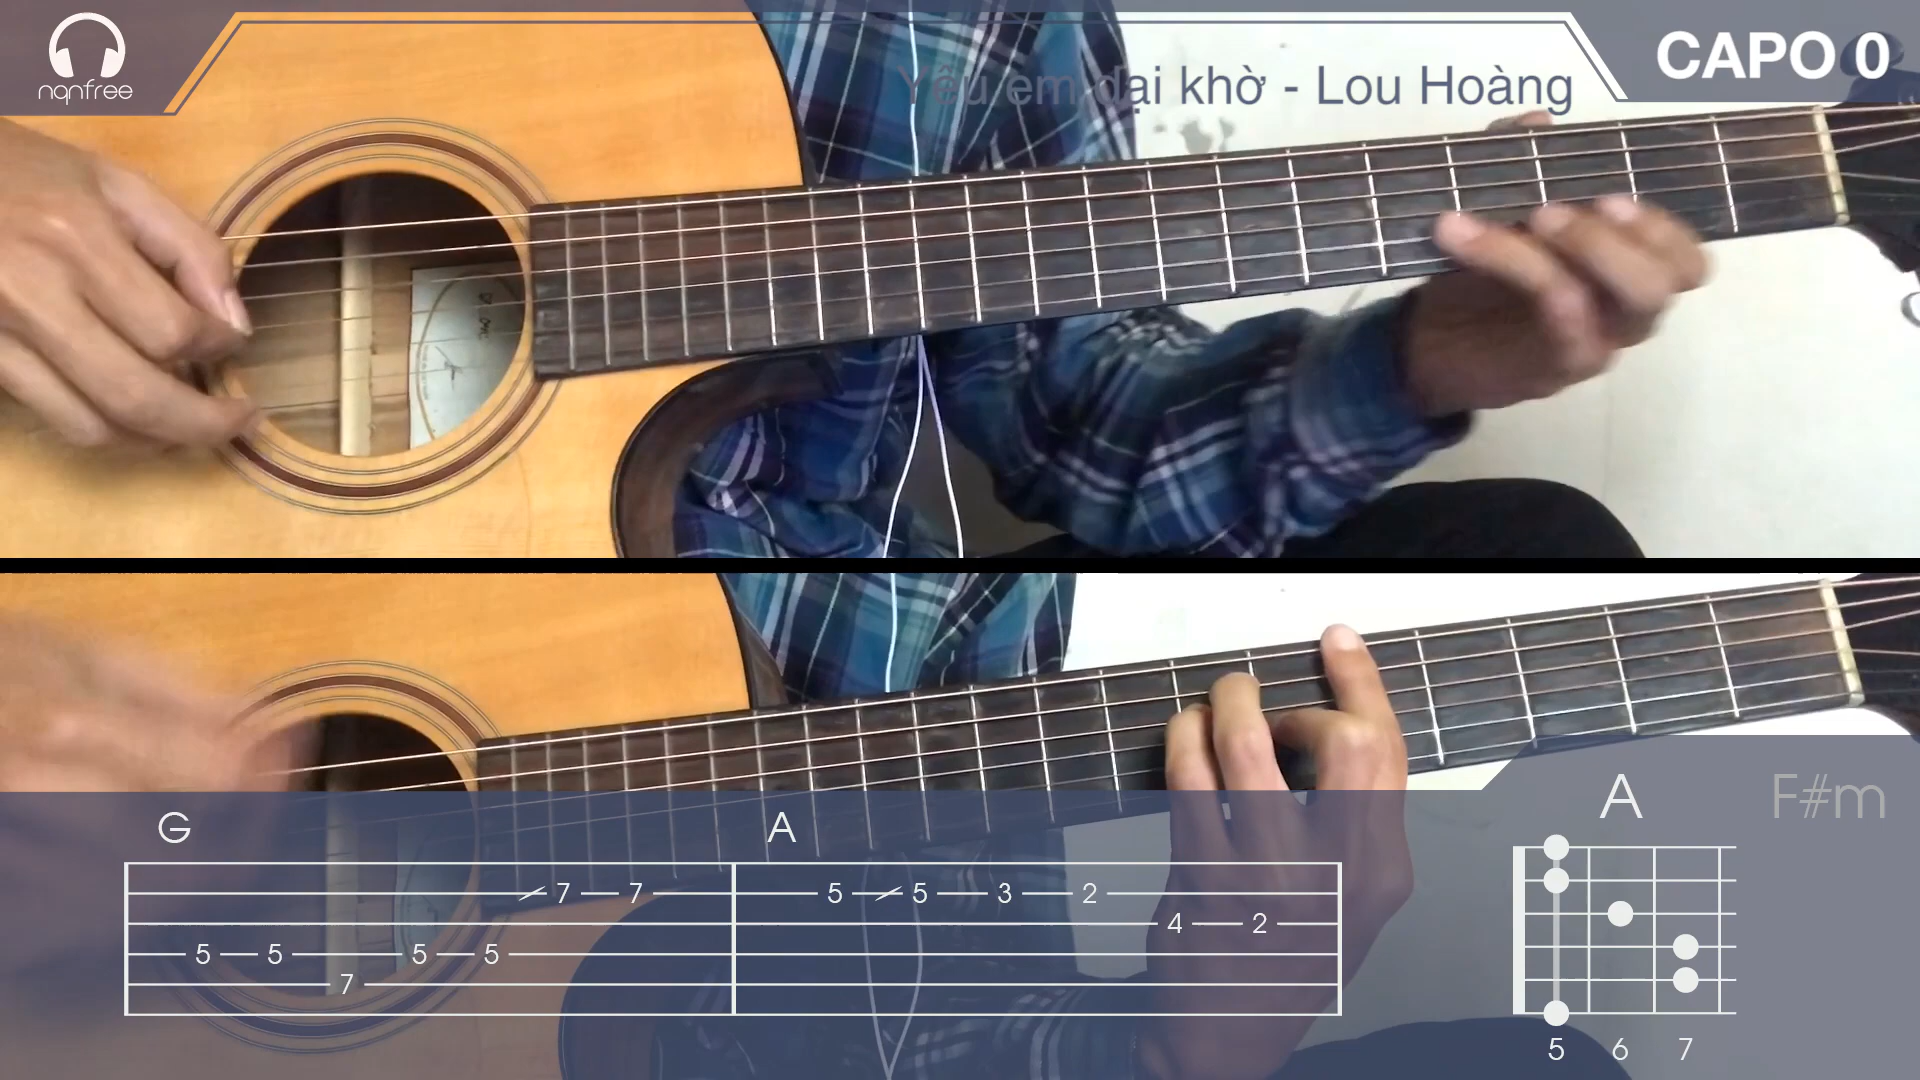 nqnfree
Yêu em dại khờ - Lou Hoàng
CAPO 0
G A
7 7 5 5 3 2
4 2
5 5 5 5
7
A F#m
5 6 7